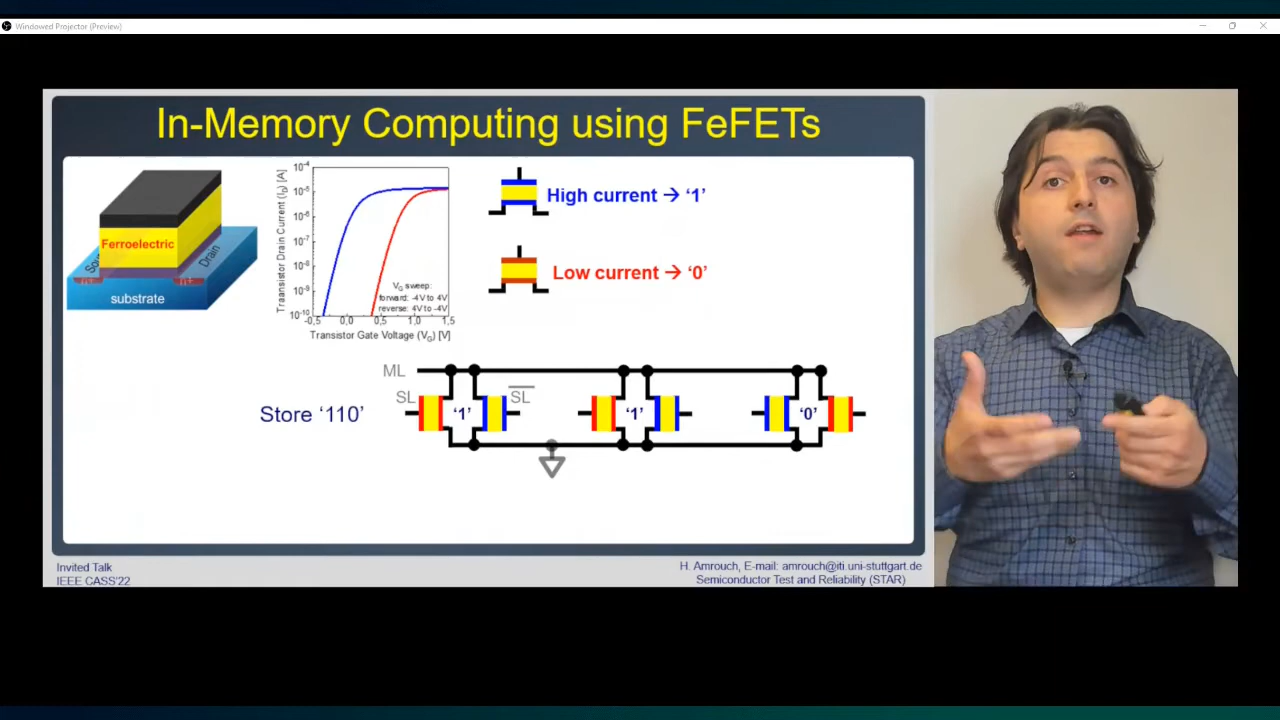 Windowed Projector (Preview)
In-Memory Computing using FeFETs
Ferroelectric
Sou
Drain
substrate
Traansistor Drain Current (I_D) [A]
10⁻⁴
10⁻⁵
10⁻⁶
10⁻⁷
10⁻⁸
10⁻⁹
10⁻¹⁰
V_G sweep:
forward: -4V to 4V
reverse: 4V to -4V
-0,5 0,0 0,5 1,0 1,5
Transistor Gate Voltage (V_G) [V]
High current → ‘1’
Low current → ‘0’
ML
SL
S̅L̅
Store ‘110’
‘1’ ‘1’ ‘0’
Invited Talk
IEEE CASS'22
H. Amrouch, E-mail: amrouch@iti.uni-stuttgart.de
Semiconductor Test and Reliability (STAR)